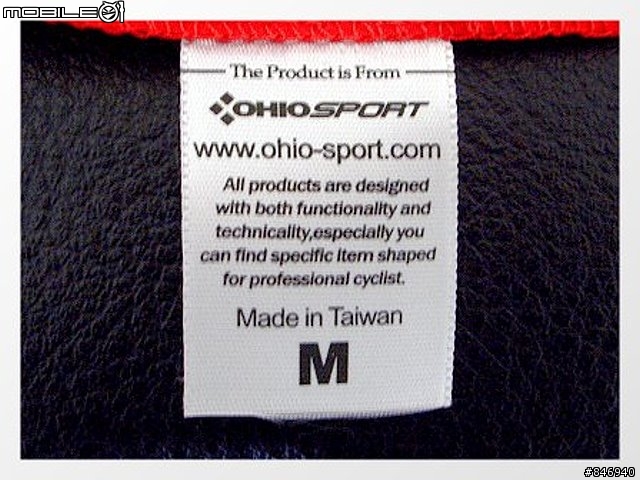 MOBILE01
The Product is From
OHIOSPORT
www.ohio-sport.com
All products are designed
with both functionality and
technicality,especially you
can find specific item shaped
for professional cyclist.
Made in Taiwan
M
#846940